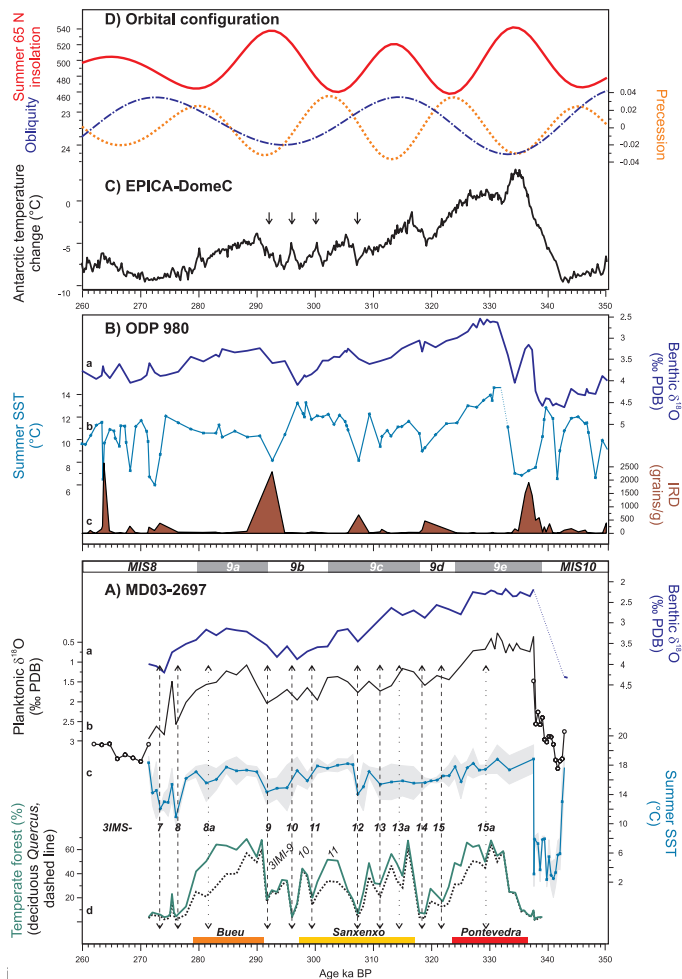 D) Orbital configuration
Summer 65 N
insolation
540
520
500
480
460
Obliquity
23
24
0.04
0.02
0
-0.02
-0.04
Precession
C) EPICA-DomeC
Antarctic temperature
change (°C)
0
-5
-10
260 270 280 290 300 310 320 330 340 350
B) ODP 980
a
2
2.5
3
3.5
4
4.5
5
Benthic δ18O
(‰ PDB)
Summer SST
(°C)
14
12
10
8
6
b
2500
2000
1500
1000
500
0
IRD
(grains/g)
c
MIS8 9a 9b 9c 9d 9e MIS10
A) MD03-2697
a
2
2.5
3
3.5
4
4.5
Benthic δ18O
(‰ PDB)
Planktonic δ18O
(‰ PDB)
0.5
1
1.5
2
2.5
3
b
c
20
18
16
14
12
10
8
6
4
2
Summer SST
(°C)
3IMS- 7 8 8a 9 10 11 12 13 13a 14 15 15a
3IMI-9 10 11
Temperate forest (%)
(deciduous Quercus,
dashed line)
60
40
20
d
Bueu Sanxenxo Pontevedra
260 270 280 290 300 310 320 330 340 350
Age ka BP